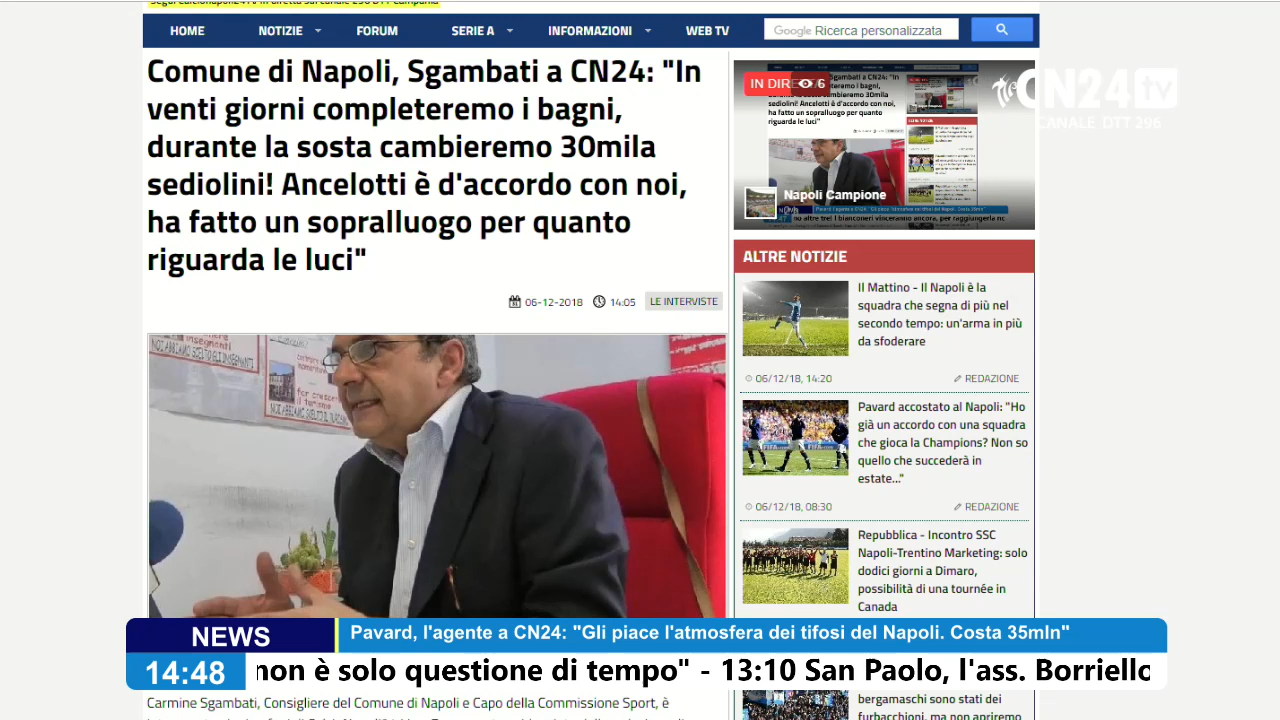 HOME
NOTIZIE
FORUM
SERIE A
INFORMAZIONI
WEB TV
Google Ricerca personalizzata
Comune di Napoli, Sgambati a CN24: "In
venti giorni completeremo i bagni,
durante la sosta cambieremo 30mila
sediolini! Ancelotti è d'accordo con noi,
ha fatto un sopralluogo per quanto
riguarda le luci"
06-12-2018
14:05
LE INTERVISTE
NOI ABBIAMO SCELTO GLI INSEGNANTI
CN24 tv
CANALE DTT 296
Napoli Campione
ALTRE NOTIZIE
Il Mattino - Il Napoli è la
squadra che segna di più nel
secondo tempo: un'arma in più
da sfoderare
06/12/18, 14:20
REDAZIONE
Pavard accostato al Napoli: "Ho
già un accordo con una squadra
che gioca la Champions? Non so
quello che succederà in
estate..."
06/12/18, 08:30
REDAZIONE
Repubblica - Incontro SSC
Napoli-Trentino Marketing: solo
dodici giorni a Dimaro,
possibilità di una tournée in
Canada
NEWS
Pavard, l'agente a CN24: "Gli piace l'atmosfera dei tifosi del Napoli. Costa 35mln"
14:48
non è solo questione di tempo" - 13:10 San Paolo, l'ass. Borriello
Carmine Sgambati, Consigliere del Comune di Napoli e Capo della Commissione Sport, è
bergamaschi sono stati dei
furbacchioni, ma non apriremo